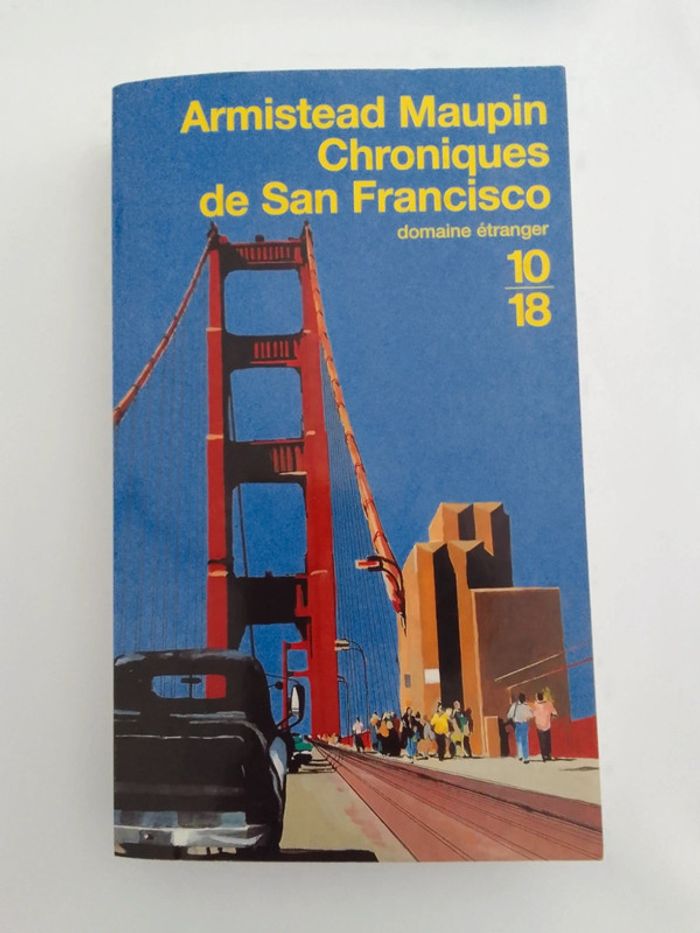 Armistead Maupin
Chroniques
de San Francisco
domaine étranger
10
18